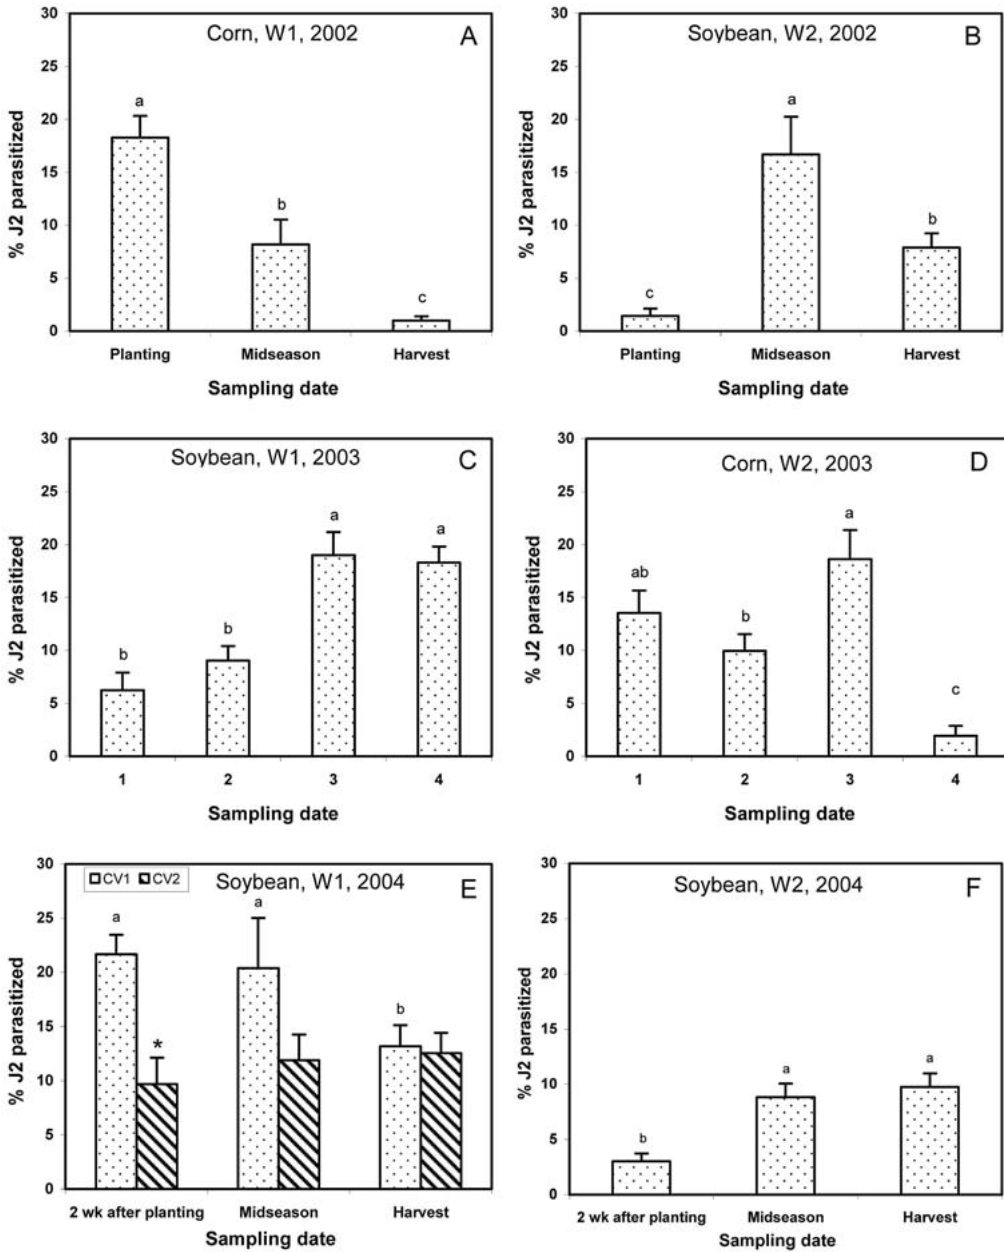 Corn, W1, 2002
A
% J2 parasitized
30
25
20
15
10
5
0
a
b
c
Planting
Midseason
Harvest
Sampling date
Soybean, W2, 2002
B
% J2 parasitized
30
25
20
15
10
5
0
c
a
b
Planting
Midseason
Harvest
Sampling date
Soybean, W1, 2003
C
% J2 parasitized
30
25
20
15
10
5
0
b
b
a
a
1
2
3
4
Sampling date
Corn, W2, 2003
D
% J2 parasitized
30
25
20
15
10
5
0
ab
b
a
c
1
2
3
4
Sampling date
CV1
CV2
Soybean, W1, 2004
E
% J2 parasitized
30
25
20
15
10
5
0
a
*
a
b
2 wk after planting
Midseason
Harvest
Sampling date
Soybean, W2, 2004
F
% J2 parasitized
30
25
20
15
10
5
0
b
a
a
2 wk after planting
Midseason
Harvest
Sampling date